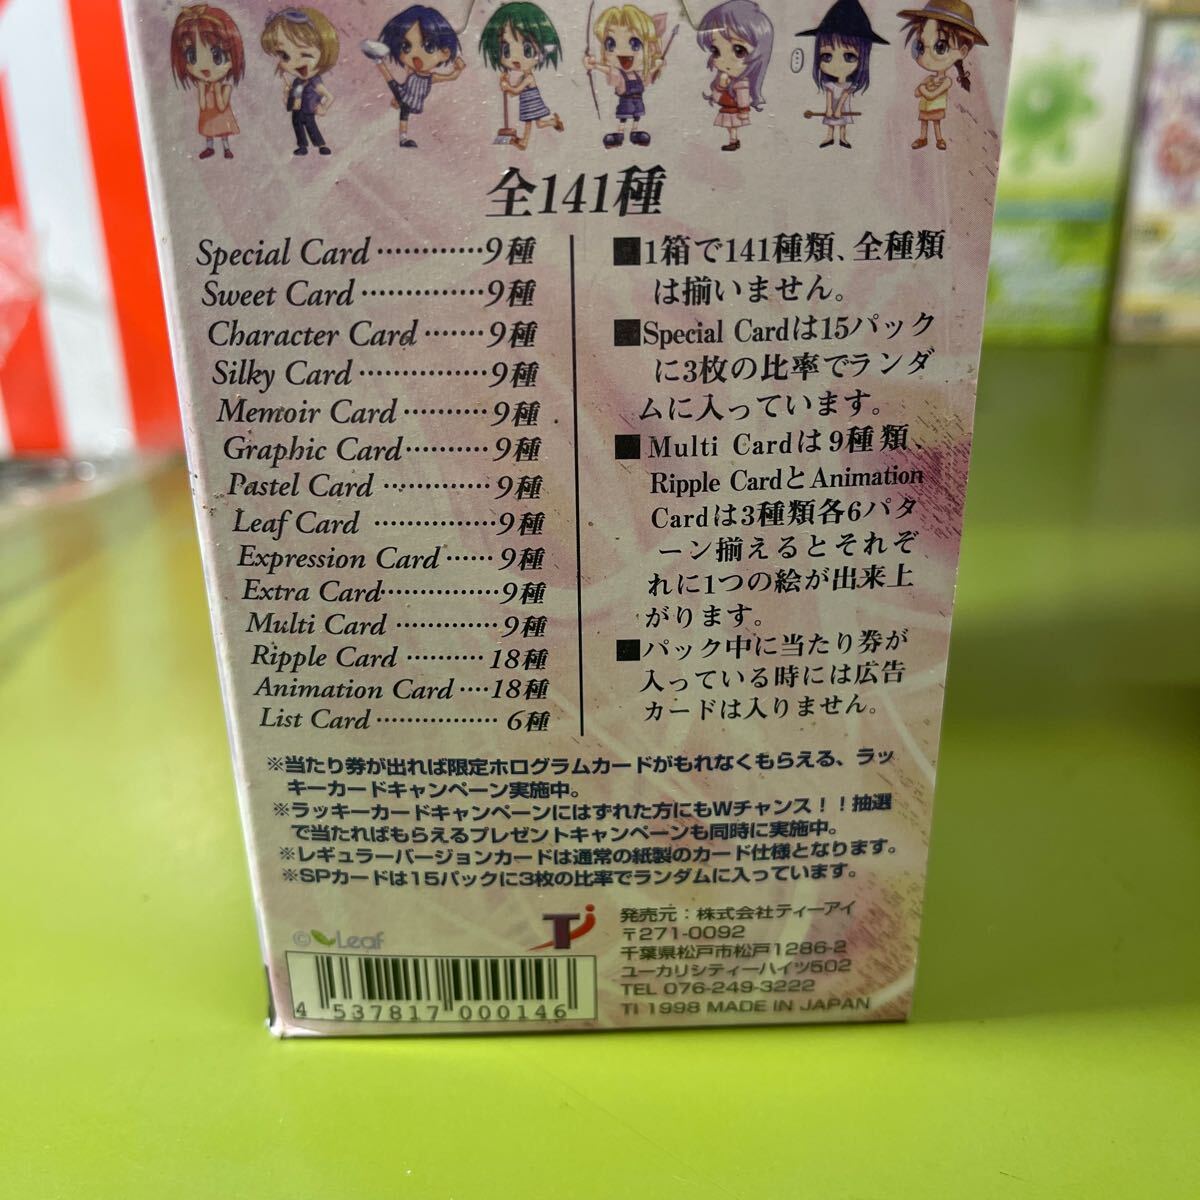 全141種
Special Card …………9種
Sweet Card ……………9種
Character Card ……9種
Silky Card ……………9種
Memoir Card ………9種
Graphic Card ………9種
Pastel Card …………9種
Leaf Card ……………9種
Expression Card ……9種
Extra Card……………9種
Multi Card …………9種
Ripple Card ………18種
Animation Card …18種
List Card …………… 6種
■1箱で141種類、全種類
は揃いません。
■Special Cardは15パック
に3枚の比率でランダ
ムに入っています。
■Multi Cardは9種類、
Ripple CardとAnimation
Cardは3種類各6パタ
ーン揃えるとそれぞ
れに1つの絵が出来上
がります。
■パック中に当たり券が
入っている時には広告
カードは入りません。
※当たり券が出れば限定ホログラムカードがもれなくもらえる、ラッ
キーカードキャンペーン実施中。
※ラッキーカードキャンペーンにはずれた方にもWチャンス!!抽選
で当たればもらえるプレゼントキャンペーンも同時に実施中。
※レギュラーバージョンカードは通常の紙製のカード仕様となります。
※SPカードは15パックに3枚の比率でランダムに入っています。
© Leaf
Ti
発売元：株式会社ティーアイ
〒271-0092
千葉県松戸市松戸1286-2
ユーカリシティーハイツ502
TEL 076-249-3222
TI 1998 MADE IN JAPAN
4 537817 000146